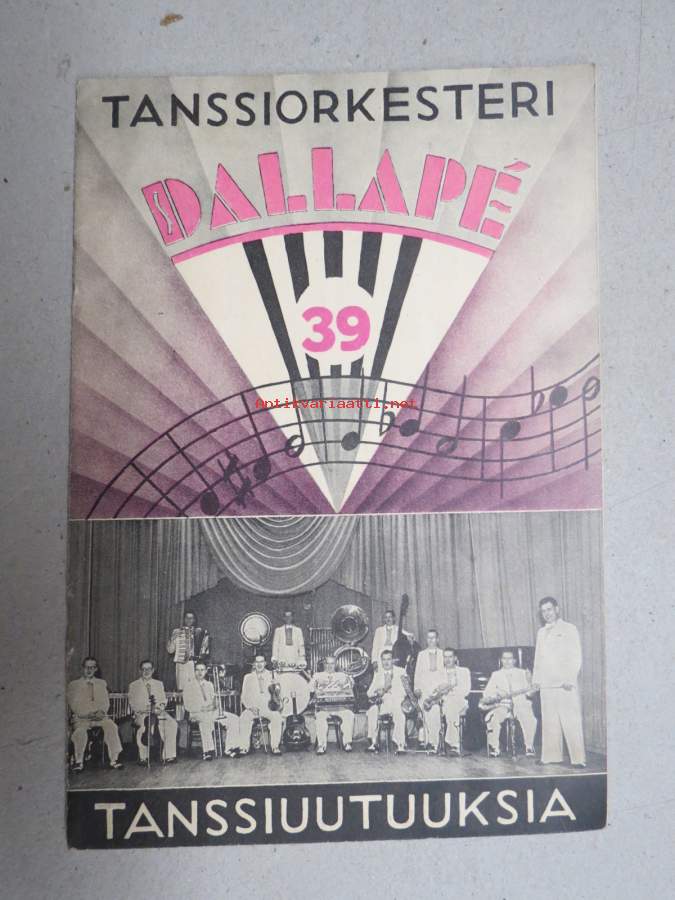 TANSSIORKESTERI
DALLAPÉ
39
Antikvariaatti.net
TANSSIUUTUUKSIA